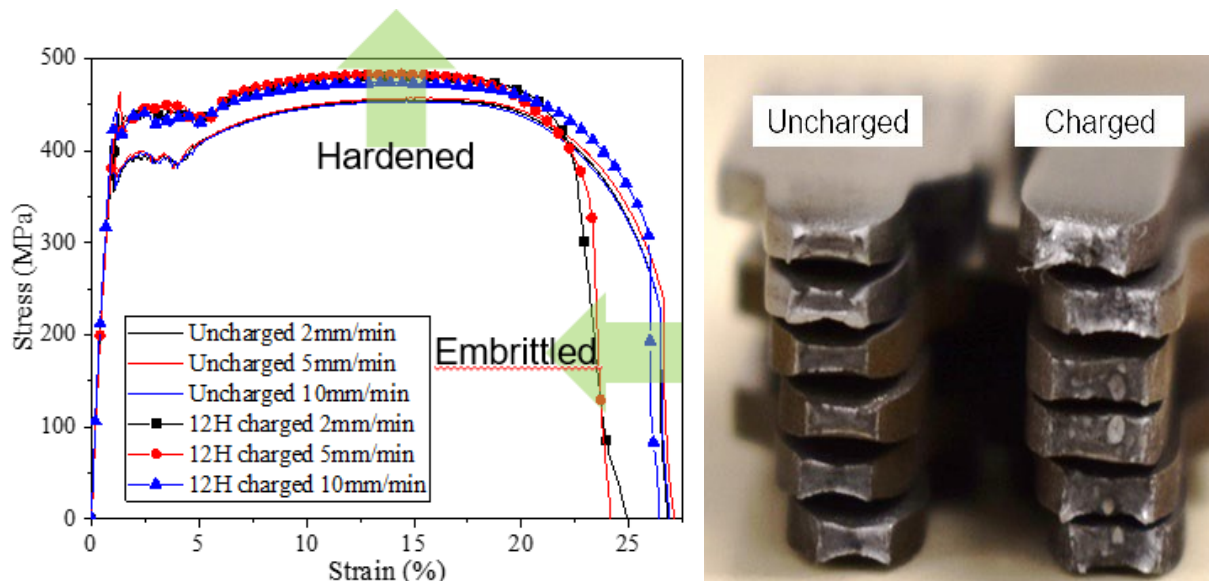 500
400
300
200
100
0
Stress (MPa)
0
5
10
15
20
25
Strain (%)
Hardened
Embrittled
Uncharged 2mm/min
Uncharged 5mm/min
Uncharged 10mm/min
12H charged 2mm/min
12H charged 5mm/min
12H charged 10mm/min
Uncharged
Charged